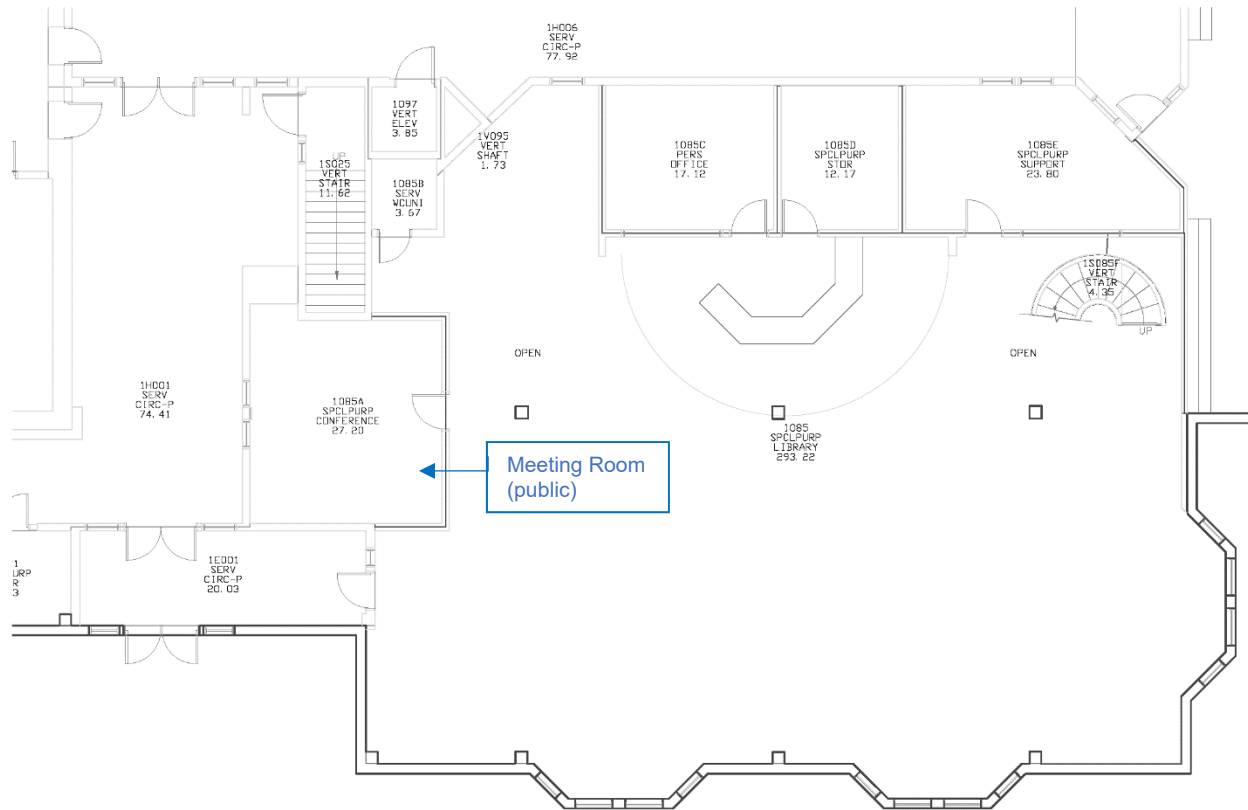 1H006
SERV
CIRC-P
77.92
1097
VERT
ELEV
3.85
1V095
VERT
SHAFT
1.73
UP
1S025
VERT
STAIR
11.62
1085B
SERV
WCUNI
3.67
1085C
PERS
OFFICE
17.12
1085D
SPCLPURP
STOR
12.17
1085E
SPCLPURP
SUPPORT
23.80
1S085F
VERT
STAIR
4.35
UP
OPEN
OPEN
1H001
SERV
CIRC-P
74.41
1085A
SPCLPURP
CONFERENCE
27.20
1085
SPCLPURP
LIBRARY
293.22
Meeting Room
(public)
1E001
SERV
CIRC-P
20.03
1
URP
R
3